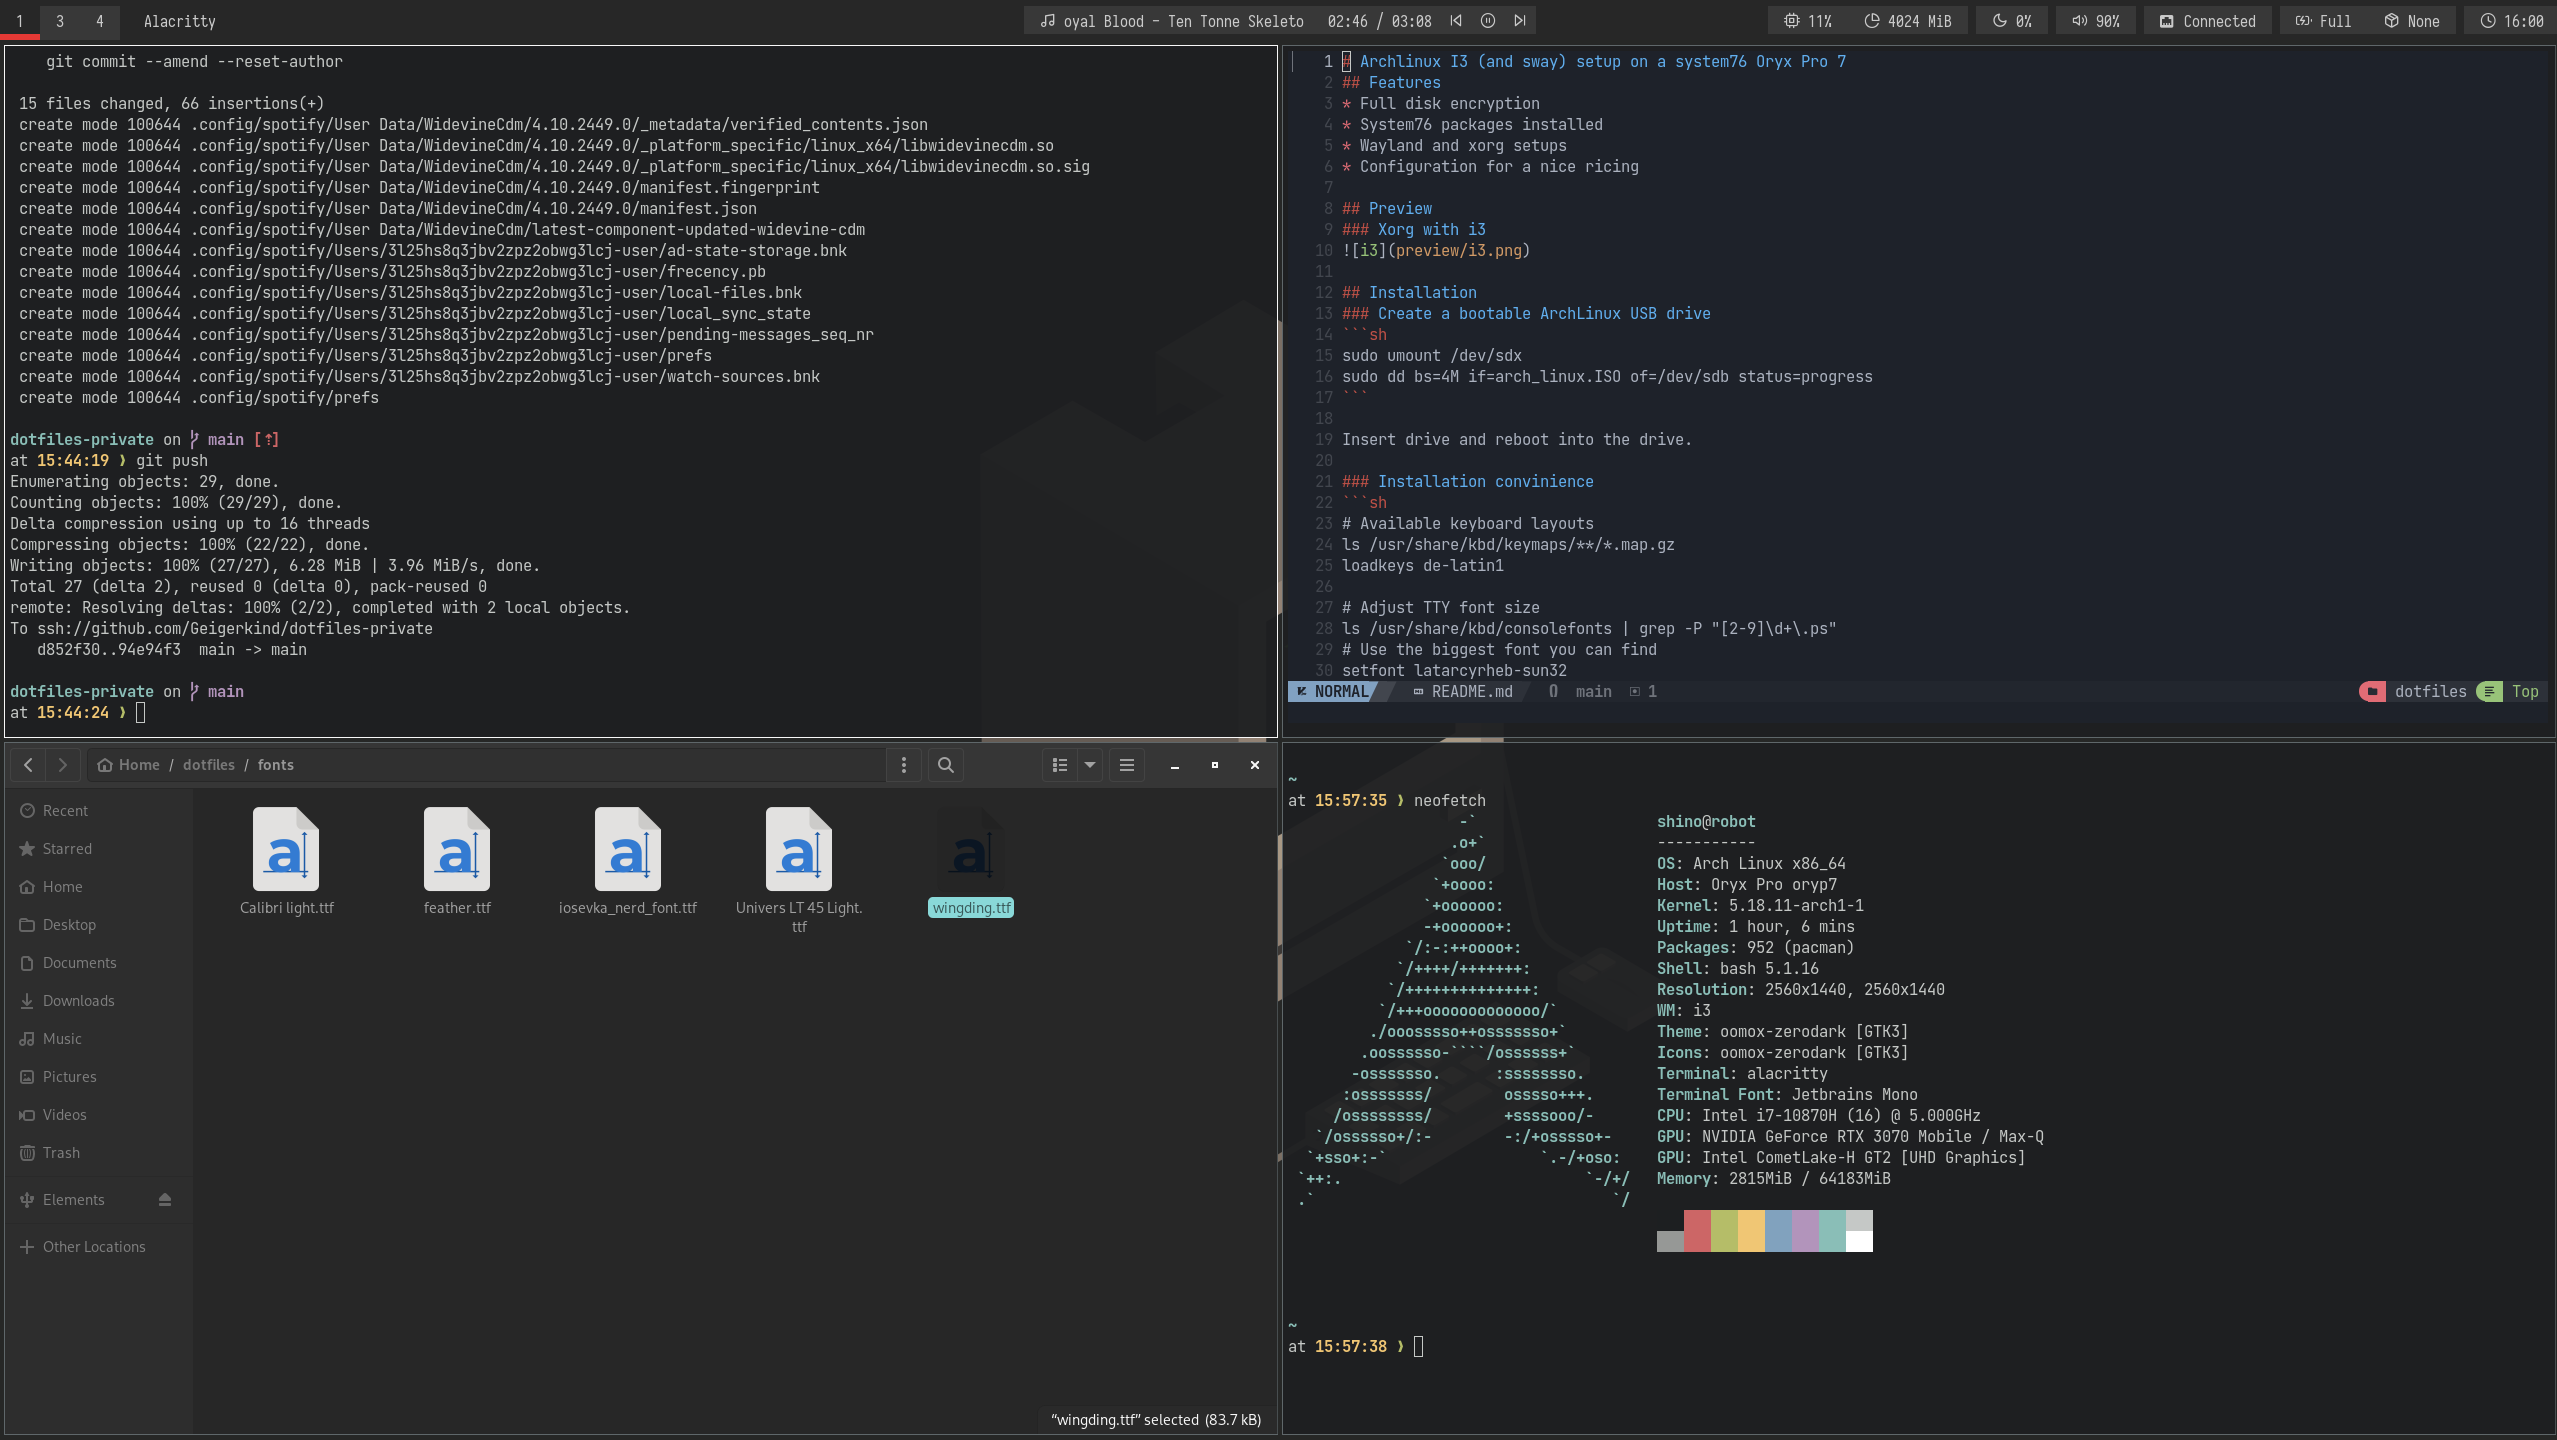 1 3 4 Alacritty oyal Blood - Ten Tonne Skeleto 02:46 / 03:08 11% 4024 MiB 0% 90% Connected Full None 16:00
git commit --amend --reset-author
15 files changed, 66 insertions(+)
create mode 100644 .config/spotify/User Data/WidevineCdm/4.10.2449.0/_metadata/verified_contents.json
create mode 100644 .config/spotify/User Data/WidevineCdm/4.10.2449.0/_platform_specific/linux_x64/libwidevinecdm.so
create mode 100644 .config/spotify/User Data/WidevineCdm/4.10.2449.0/_platform_specific/linux_x64/libwidevinecdm.so.sig
create mode 100644 .config/spotify/User Data/WidevineCdm/4.10.2449.0/manifest.fingerprint
create mode 100644 .config/spotify/User Data/WidevineCdm/4.10.2449.0/manifest.json
create mode 100644 .config/spotify/User Data/WidevineCdm/latest-component-updated-widevine-cdm
create mode 100644 .config/spotify/Users/3l25hs8q3jbv2zpz2obwg3lcj-user/ad-state-storage.bnk
create mode 100644 .config/spotify/Users/3l25hs8q3jbv2zpz2obwg3lcj-user/frecency.pb
create mode 100644 .config/spotify/Users/3l25hs8q3jbv2zpz2obwg3lcj-user/local-files.bnk
create mode 100644 .config/spotify/Users/3l25hs8q3jbv2zpz2obwg3lcj-user/local_sync_state
create mode 100644 .config/spotify/Users/3l25hs8q3jbv2zpz2obwg3lcj-user/pending-messages_seq_nr
create mode 100644 .config/spotify/Users/3l25hs8q3jbv2zpz2obwg3lcj-user/prefs
create mode 100644 .config/spotify/Users/3l25hs8q3jbv2zpz2obwg3lcj-user/watch-sources.bnk
create mode 100644 .config/spotify/prefs
dotfiles-private on main [⇡]
at 15:44:19 ❯ git push
Enumerating objects: 29, done.
Counting objects: 100% (29/29), done.
Delta compression using up to 16 threads
Compressing objects: 100% (22/22), done.
Writing objects: 100% (27/27), 6.28 MiB | 3.96 MiB/s, done.
Total 27 (delta 2), reused 0 (delta 0), pack-reused 0
remote: Resolving deltas: 100% (2/2), completed with 2 local objects.
To ssh://github.com/Geigerkind/dotfiles-private
d852f30..94e94f3 main -> main
dotfiles-private on main
at 15:44:24 ❯
1 # Archlinux I3 (and sway) setup on a system76 Oryx Pro 7
2 ## Features
3 * Full disk encryption
4 * System76 packages installed
5 * Wayland and xorg setups
6 * Configuration for a nice ricing
7
8 ## Preview
9 ### Xorg with i3
10 ![i3](preview/i3.png)
11
12 ## Installation
13 ### Create a bootable ArchLinux USB drive
14 ```sh
15 sudo umount /dev/sdx
16 sudo dd bs=4M if=arch_linux.ISO of=/dev/sdb status=progress
17 ```
18
19 Insert drive and reboot into the drive.
20
21 ### Installation convinience
22 ```sh
23 # Available keyboard layouts
24 ls /usr/share/kbd/keymaps/**/*.map.gz
25 loadkeys de-latin1
26
27 # Adjust TTY font size
28 ls /usr/share/kbd/consolefonts | grep -P "[2-9]\d+\.ps"
29 # Use the biggest font you can find
30 setfont latarcyrheb-sun32
NORMAL README.md main 1 dotfiles Top
Home / dotfiles / fonts
Recent
Starred
Home
Desktop
Documents
Downloads
Music
Pictures
Videos
Trash
Elements
Other Locations
Calibri light.ttf
feather.ttf
iosevka_nerd_font.ttf
Univers LT 45 Light.
ttf
wingding.ttf
“wingding.ttf” selected (83.7 kB)
~
at 15:57:35 ❯ neofetch
-` shino@robot
.o+` -----------
`ooo/ OS: Arch Linux x86_64
`+oooo: Host: Oryx Pro oryp7
`+oooooo: Kernel: 5.18.11-arch1-1
-+oooooo+: Uptime: 1 hour, 6 mins
`/:-:++oooo+: Packages: 952 (pacman)
`/++++/+++++++: Shell: bash 5.1.16
`/++++++++++++++: Resolution: 2560x1440, 2560x1440
`/+++ooooooooooooo/` WM: i3
./ooosssso++osssssso+` Theme: oomox-zerodark [GTK3]
.oossssso-````/ossssss+` Icons: oomox-zerodark [GTK3]
-osssssso. :ssssssso. Terminal: alacritty
:osssssss/ osssso+++. Terminal Font: Jetbrains Mono
/ossssssss/ +ssssooo/- CPU: Intel i7-10870H (16) @ 5.000GHz
`/ossssso+/:- -:/+osssso+- GPU: NVIDIA GeForce RTX 3070 Mobile / Max-Q
`+sso+:-` `.-/+oso: GPU: Intel CometLake-H GT2 [UHD Graphics]
`++:. `-/+/ Memory: 2815MiB / 64183MiB
.` `/
~
at 15:57:38 ❯